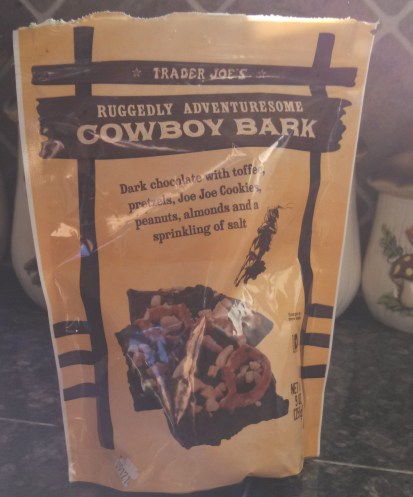 TRADER JOE'S
RUGGEDLY ADVENTURESOME
COWBOY BARK
Dark chocolate with toffee,
pretzels, Joe Joe Cookies,
peanuts, almonds and a
sprinkling of salt
NET